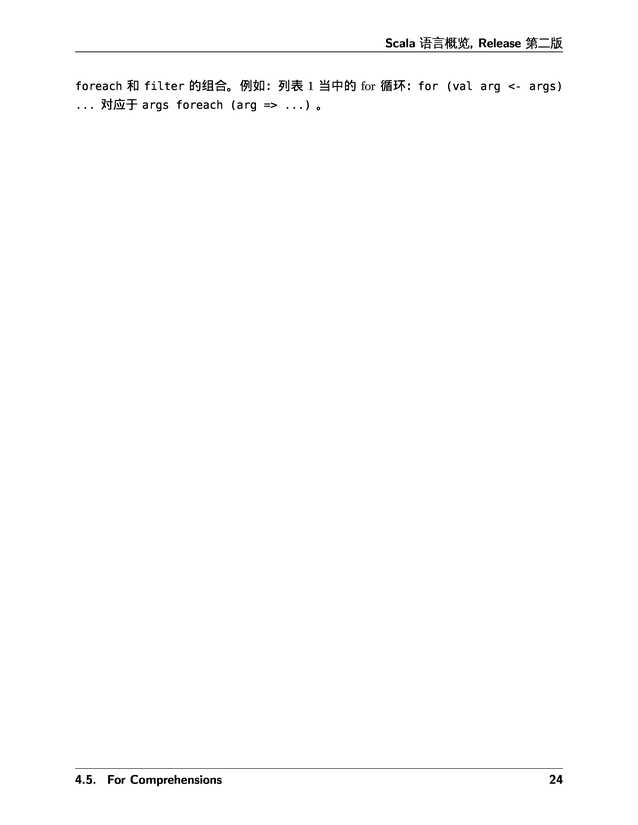 Scala 语言概览, Release 第二版
foreach 和 filter 的组合。例如：列表 1 当中的 for 循环：for (val arg <- args)
... 对应于 args foreach (arg => ...) 。
4.5. For Comprehensions 24